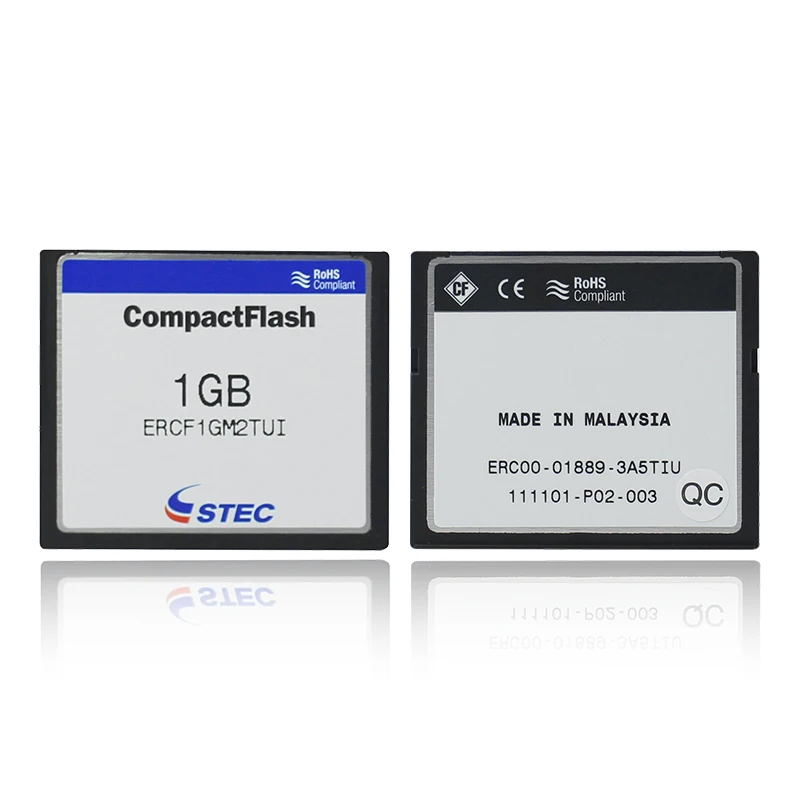 RoHS
Compliant
CompactFlash
1GB
ERCF1GM2TUI
STEC
CF CE RoHS
Compliant
MADE IN MALAYSIA
ERC00-01889-3A5TIU
111101-P02-003
QC